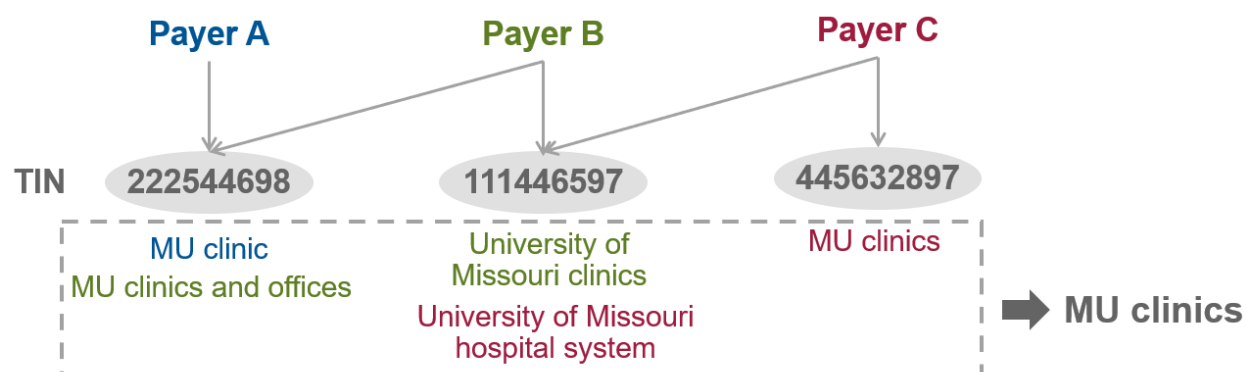 Payer A
Payer B
Payer C
TIN
222544698
111446597
445632897
MU clinic
MU clinics and offices
University of
Missouri clinics
University of Missouri
hospital system
MU clinics
MU clinics